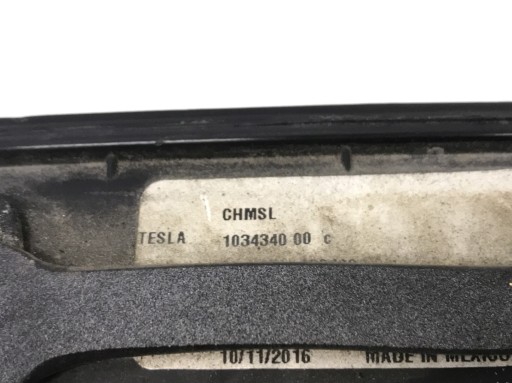 CHMSL
TESLA 1034340 00 C
10/11/2016 MADE IN MEXICO